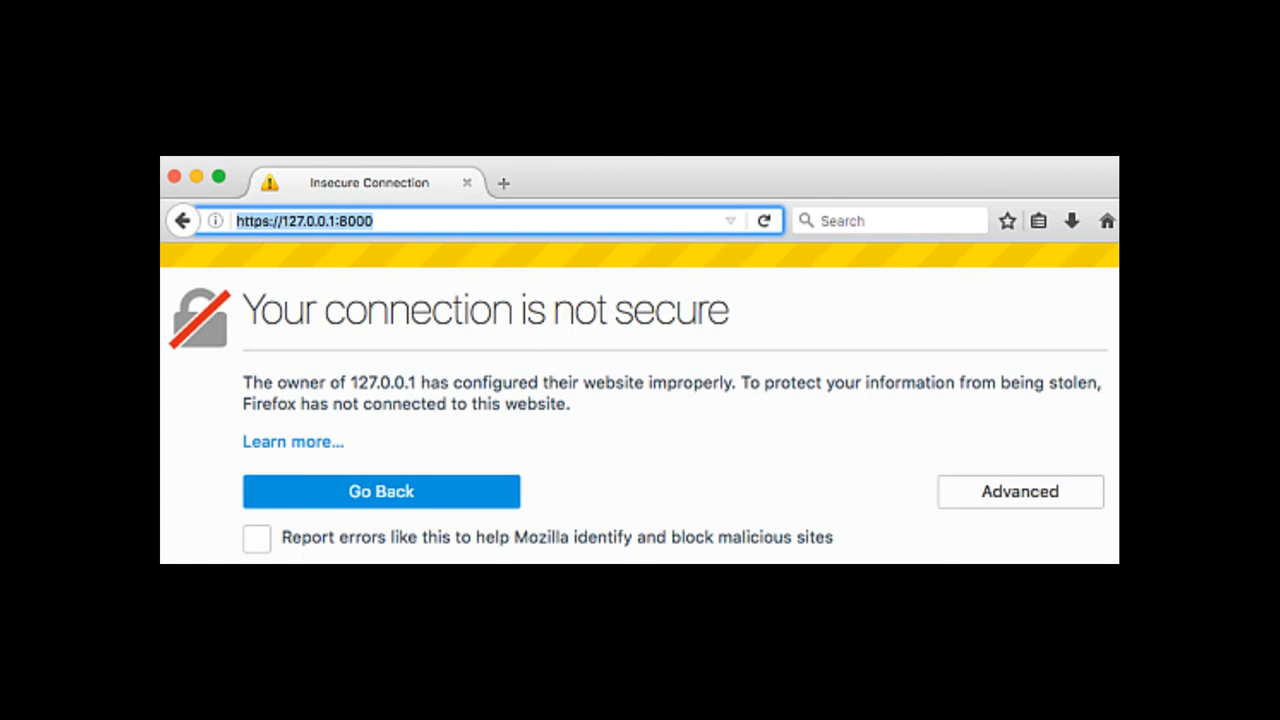 Insecure Connection
https://127.0.0.1:8000
Search
Your connection is not secure
The owner of 127.0.0.1 has configured their website improperly. To protect your information from being stolen,
Firefox has not connected to this website.
Learn more...
Go Back
Advanced
Report errors like this to help Mozilla identify and block malicious sites